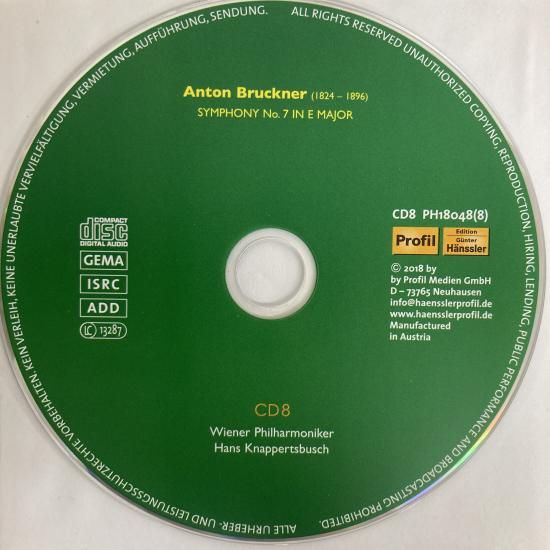 ALLE URHEBER- UND LEISTUNGSSCHUTZRECHTE VORBEHALTEN. KEIN VERLEIH, KEINE UNERLAUBTE VERVIELFÄLTIGUNG, VERMIETUNG, AUFFÜHRUNG, SENDUNG.
ALL RIGHTS RESERVED UNAUTHORIZED COPYING, REPRODUCTION, HIRING, LENDING, PUBLIC PERFORMANCE AND BROADCASTING PROHIBITED.
Anton Bruckner (1824 – 1896)
SYMPHONY No. 7 IN E MAJOR
COMPACT
disc
DIGITAL AUDIO
GEMA
ISRC
ADD
LC 13287
CD8 PH18048(8)
Profil
Edition
Günter
Hänssler
© 2018 by
by Profil Medien GmbH
D – 73765 Neuhausen
info@haensslerprofil.de
www.haensslerprofil.de
Manufactured
in Austria
CD 8
Wiener Philharmoniker
Hans Knappertsbusch